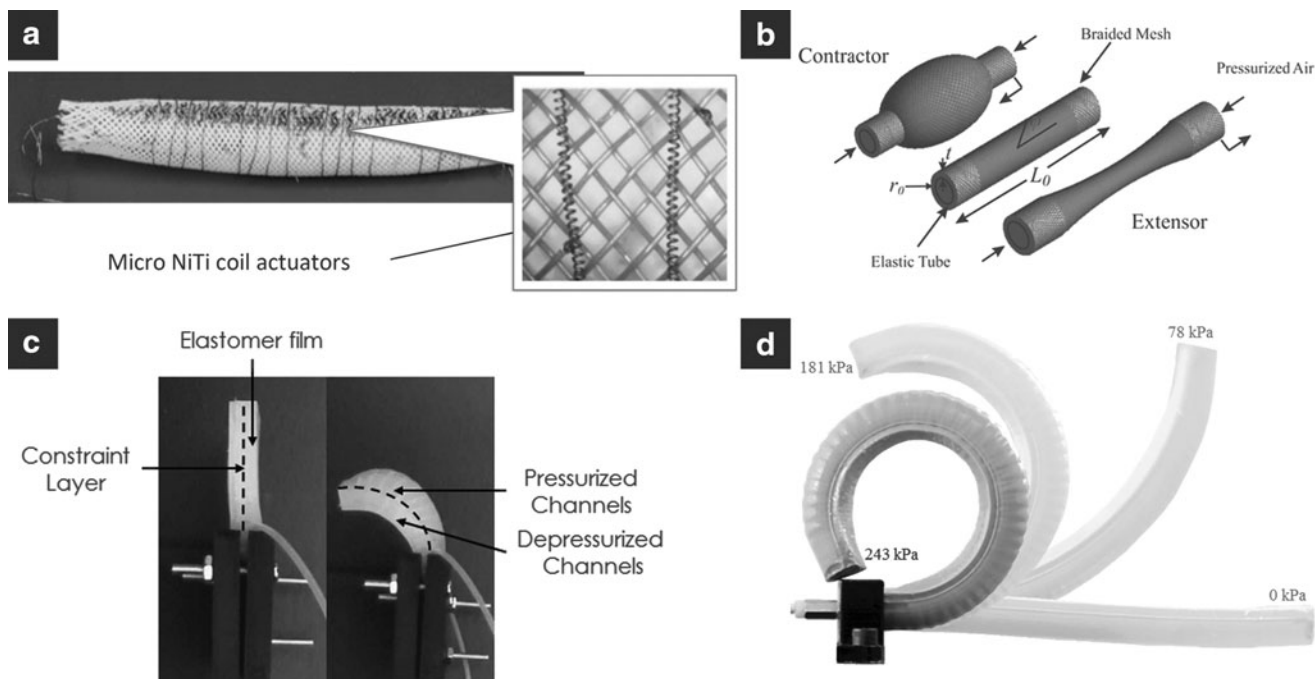 a
Micro NiTi coil actuators
b
Contractor
Braided Mesh
Pressurized Air
t
r₀
L₀
Elastic Tube
Extensor
c
Elastomer film
Constraint
Layer
Pressurized
Channels
Depressurized
Channels
d
78 kPa
181 kPa
243 kPa
0 kPa